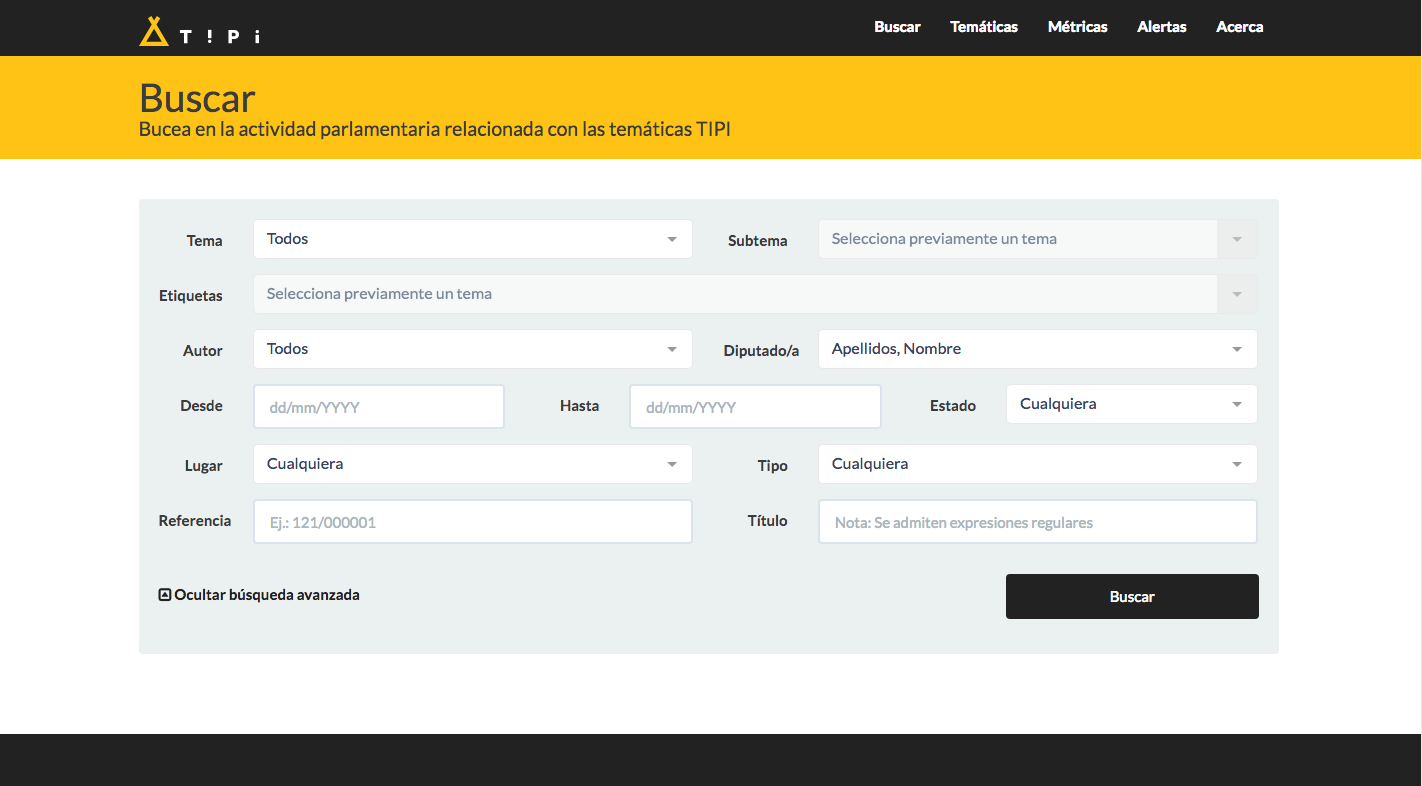 T!Pi
Buscar Temáticas Métricas Alertas Acerca
Buscar
Bucea en la actividad parlamentaria relacionada con las temáticas TIPI
Tema Todos Subtema Selecciona previamente un tema
Etiquetas Selecciona previamente un tema
Autor Todos Diputado/a Apellidos, Nombre
Desde dd/mm/YYYY Hasta dd/mm/YYYY Estado Cualquiera
Lugar Cualquiera Tipo Cualquiera
Referencia Ej.: 121/000001 Título Nota: Se admiten expresiones regulares
Ocultar búsqueda avanzada Buscar